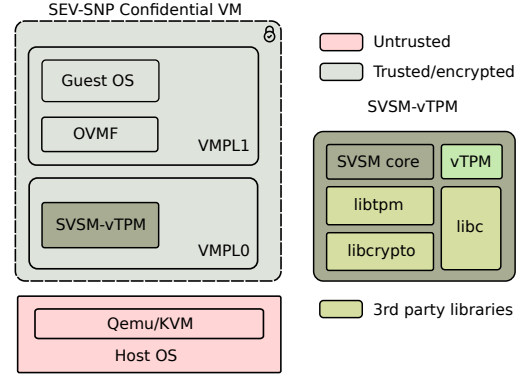 SEV-SNP Confidential VM
Guest OS
OVMF
VMPL1
SVSM-vTPM
VMPL0
Qemu/KVM
Host OS
Untrusted
Trusted/encrypted
SVSM-vTPM
SVSM core
vTPM
libtpm
libc
libcrypto
3rd party libraries